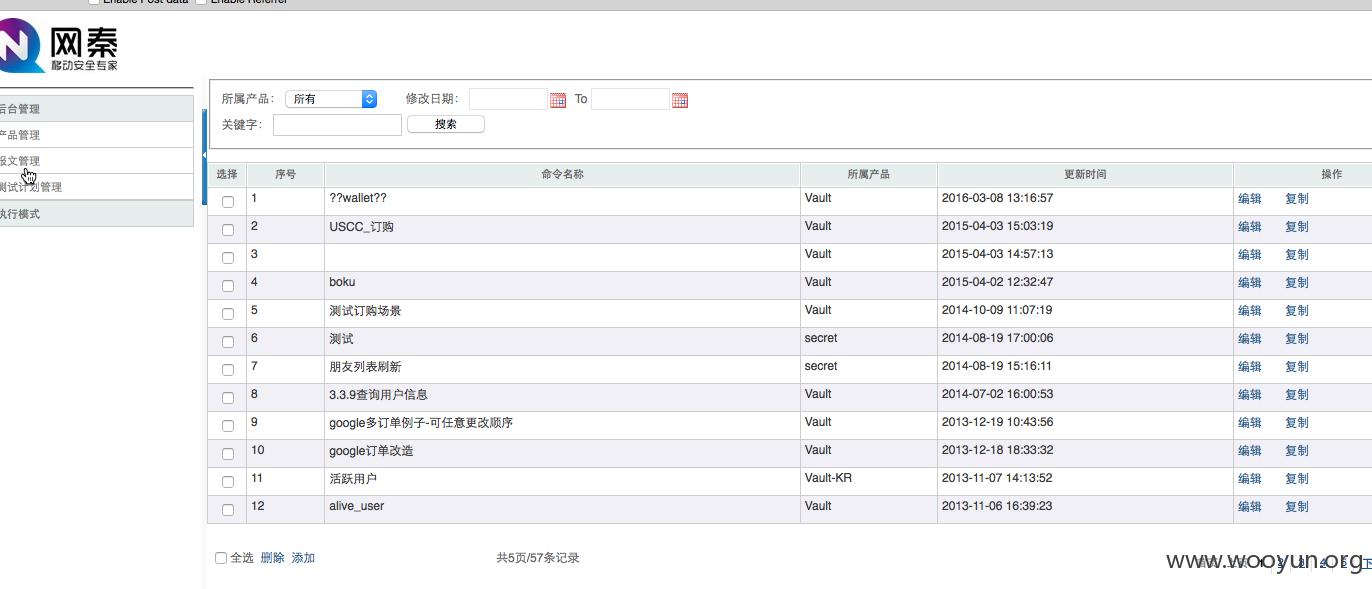 Enable Post data Enable Referrer
网秦
移动安全专家
后台管理
产品管理
报文管理
测试计划管理
执行模式
所属产品： 所有 修改日期： To
关键字： 搜索
选择 序号 命令名称 所属产品 更新时间 操作
1 ??wallet?? Vault 2016-03-08 13:16:57 编辑 复制
2 USCC_订购 Vault 2015-04-03 15:03:19 编辑 复制
3 Vault 2015-04-03 14:57:13 编辑 复制
4 boku Vault 2015-04-02 12:32:47 编辑 复制
5 测试订购场景 Vault 2014-10-09 11:07:19 编辑 复制
6 测试 secret 2014-08-19 17:00:06 编辑 复制
7 朋友列表刷新 secret 2014-08-19 15:16:11 编辑 复制
8 3.3.9查询用户信息 Vault 2014-07-02 16:00:53 编辑 复制
9 google多订单例子-可任意更改顺序 Vault 2013-12-19 10:43:56 编辑 复制
10 google订单改造 Vault 2013-12-18 18:33:32 编辑 复制
11 活跃用户 Vault-KR 2013-11-07 14:13:52 编辑 复制
12 alive_user Vault 2013-11-06 16:39:23 编辑 复制
全选 删除 添加 共5页/57条记录 1 2 3 4 5 下
www.wooyun.org